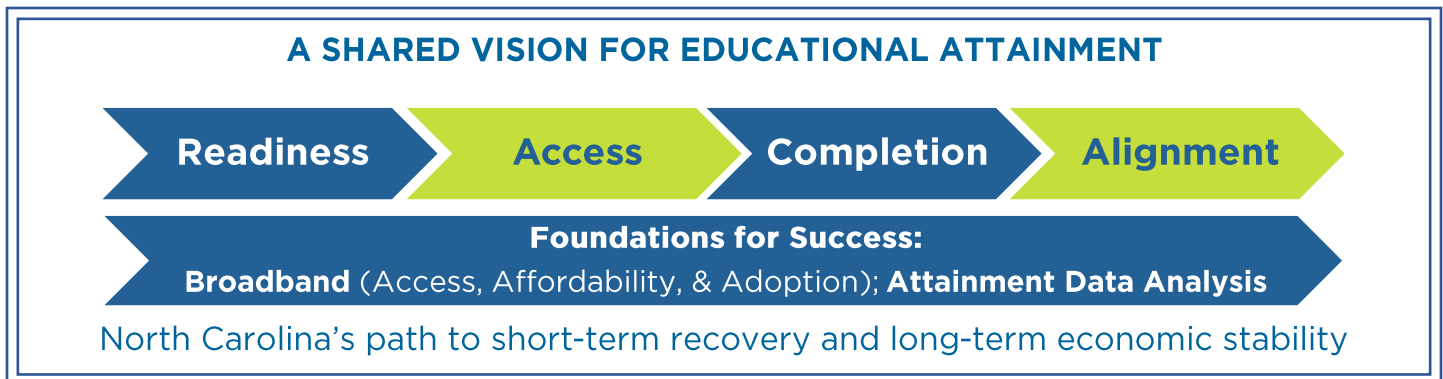 A SHARED VISION FOR EDUCATIONAL ATTAINMENT
Readiness Access Completion Alignment
Foundations for Success:
Broadband (Access, Affordability, & Adoption); Attainment Data Analysis
North Carolina’s path to short-term recovery and long-term economic stability